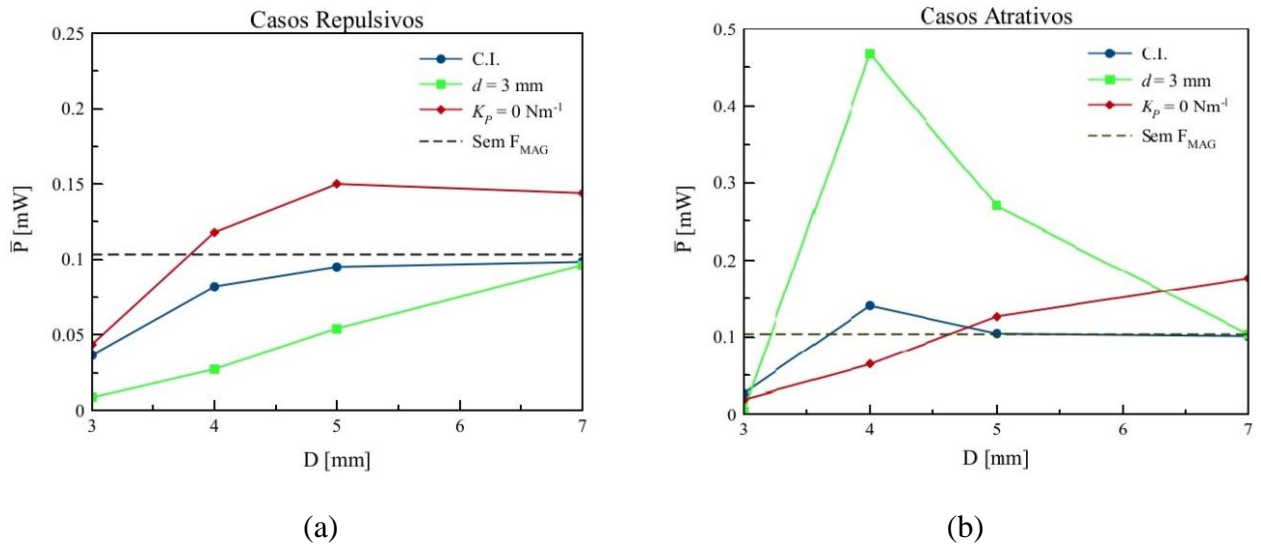 Casos Repulsivos
0.25
0.2
0.15
0.1
0.05
0
P̅ [mW]
C.I.
d = 3 mm
K_P = 0 Nm⁻¹
Sem F_MAG
3 4 5 6 7
D [mm]
(a)
Casos Atrativos
0.5
0.4
0.3
0.2
0.1
0
P̅ [mW]
C.I.
d = 3 mm
K_P = 0 Nm⁻¹
Sem F_MAG
3 4 5 6 7
D [mm]
(b)